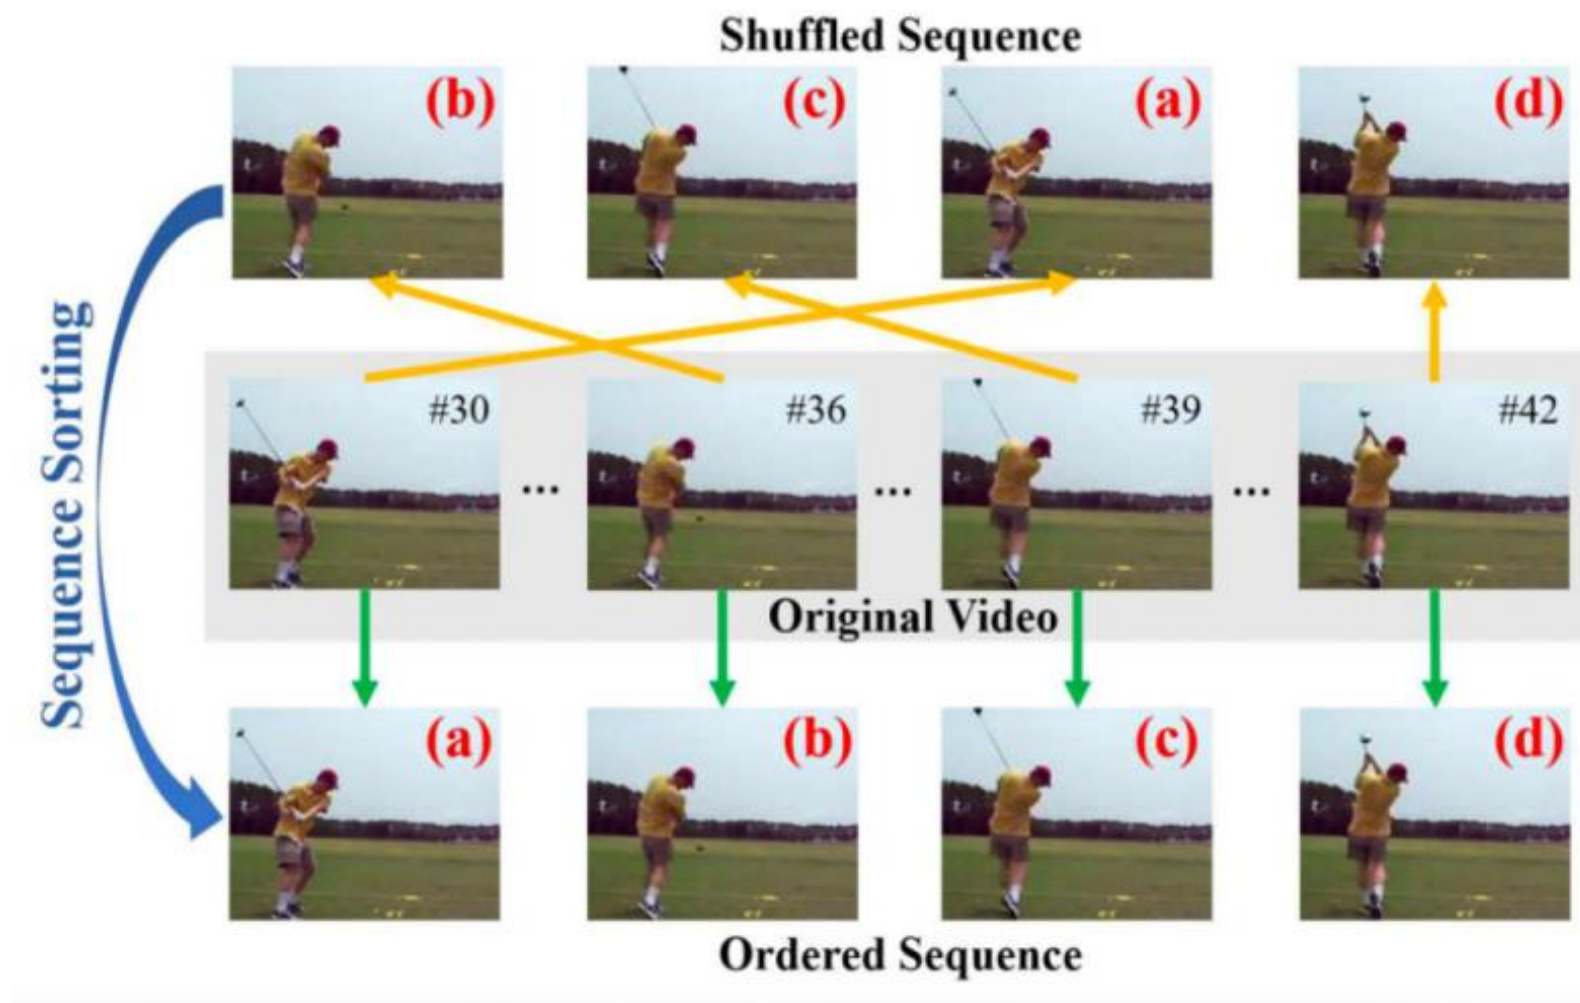 Shuffled Sequence
(b)
(c)
(a)
(d)
Sequence Sorting
#30
#36
#39
#42
...
...
...
Original Video
(a)
(b)
(c)
(d)
Ordered Sequence